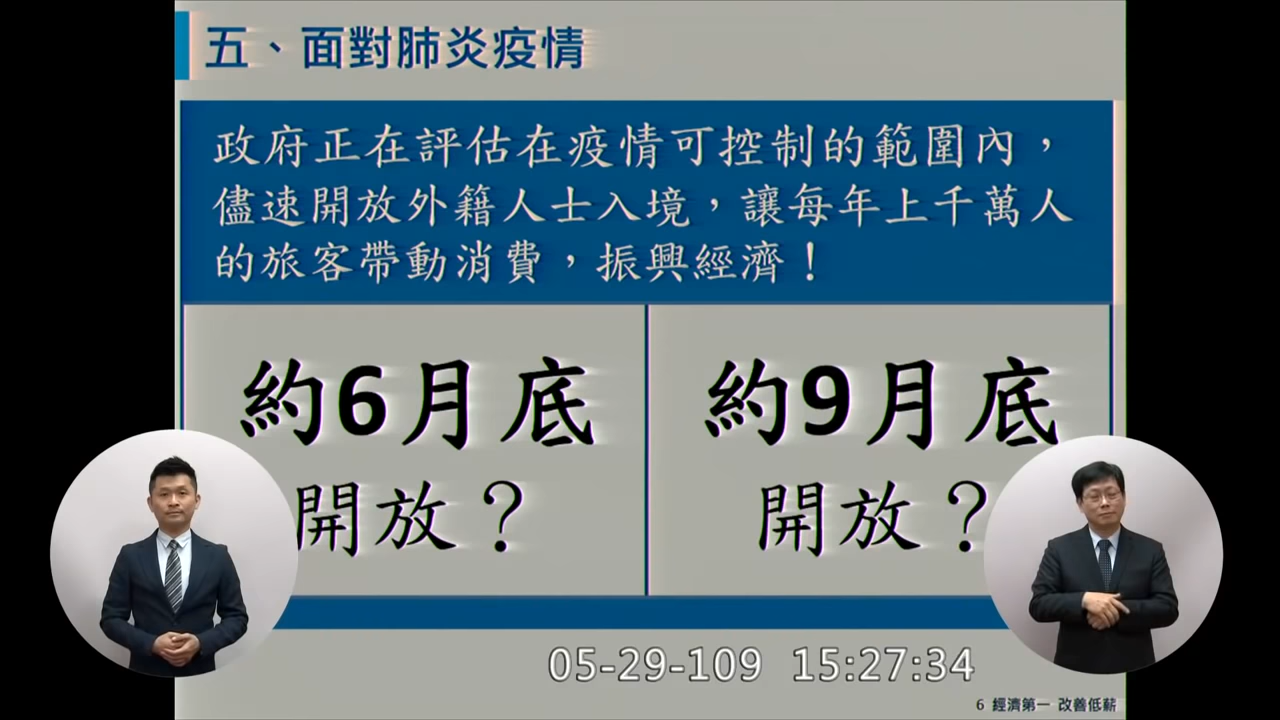 五、面對肺炎疫情
政府正在評估在疫情可控制的範圍內，
儘速開放外籍人士入境，讓每年上千萬人
的旅客帶動消費，振興經濟！
約6月底
開放？
約9月底
開放？
05-29-109 15:27:34
6 經濟第一 改善低薪